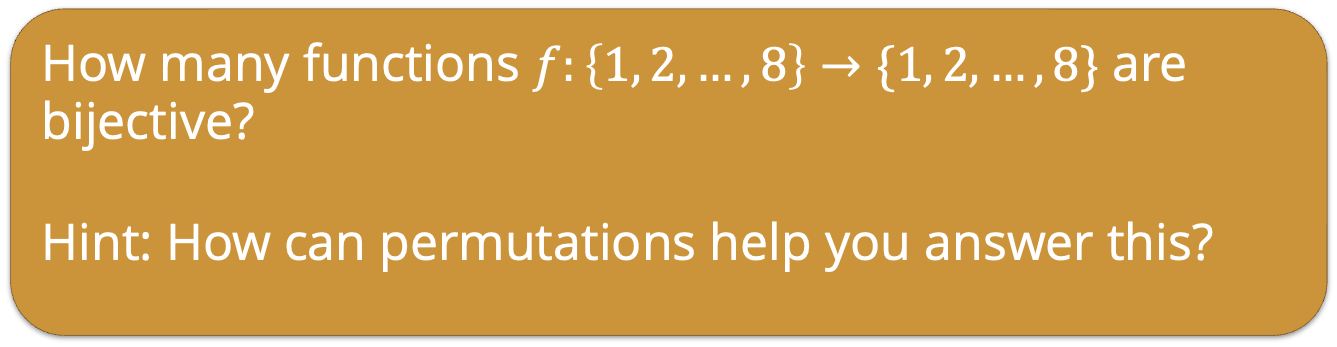 How many functions f: {1, 2, … , 8} → {1, 2, … , 8} are
bijective?
Hint: How can permutations help you answer this?